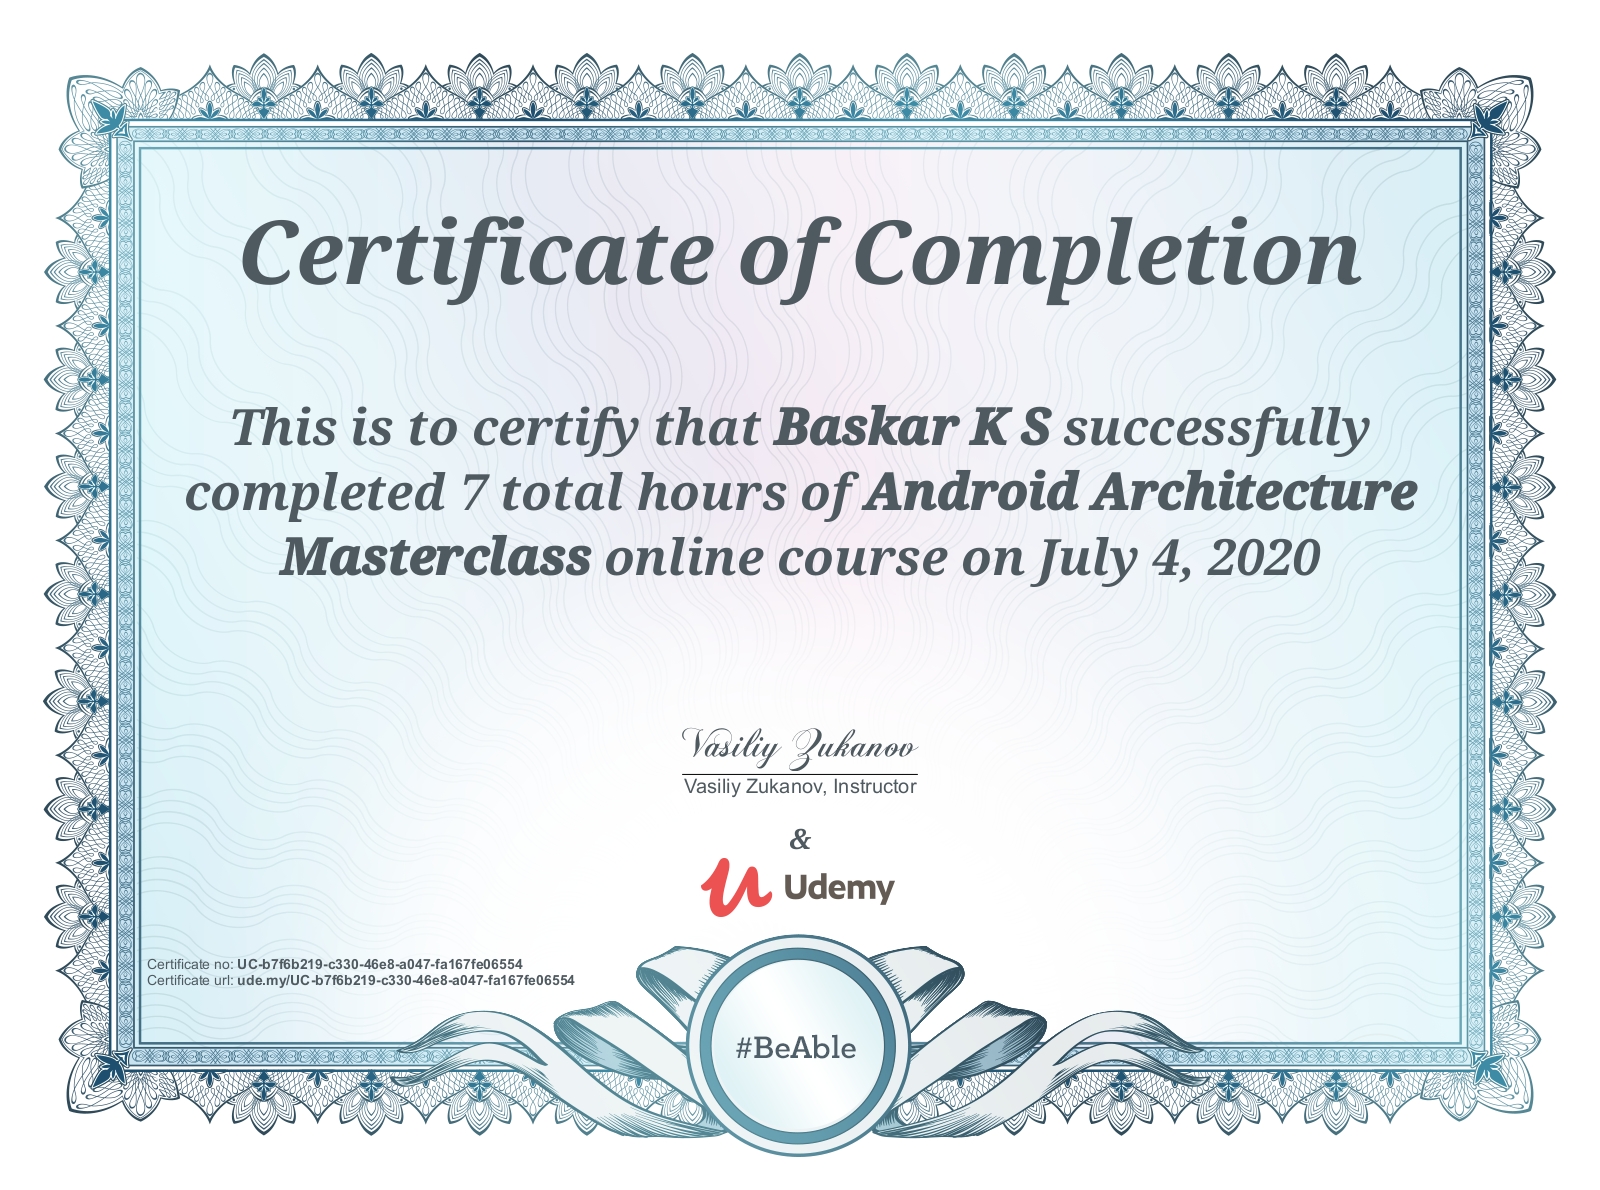 Certificate of Completion
This is to certify that Baskar K S successfully
completed 7 total hours of Android Architecture
Masterclass online course on July 4, 2020
Vasiliy Zukanov
Vasiliy Zukanov, Instructor
&
Udemy
Certificate no: UC-b7f6b219-c330-46e8-a047-fa167fe06554
Certificate url: ude.my/UC-b7f6b219-c330-46e8-a047-fa167fe06554
#BeAble